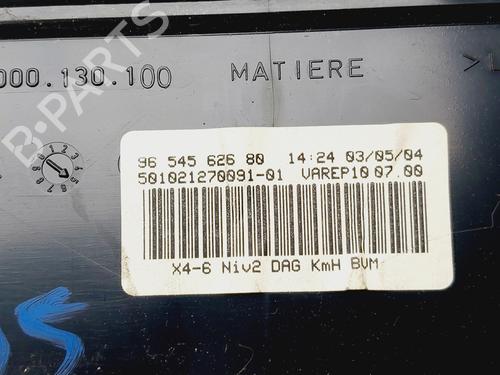 B-PARTS
000.130.100 MATIERE >
96 545 626 80 14:24 03/05/04
501021270091-01 VAREP10 07.00
X4-6 Niv2 DAG KmH BVM